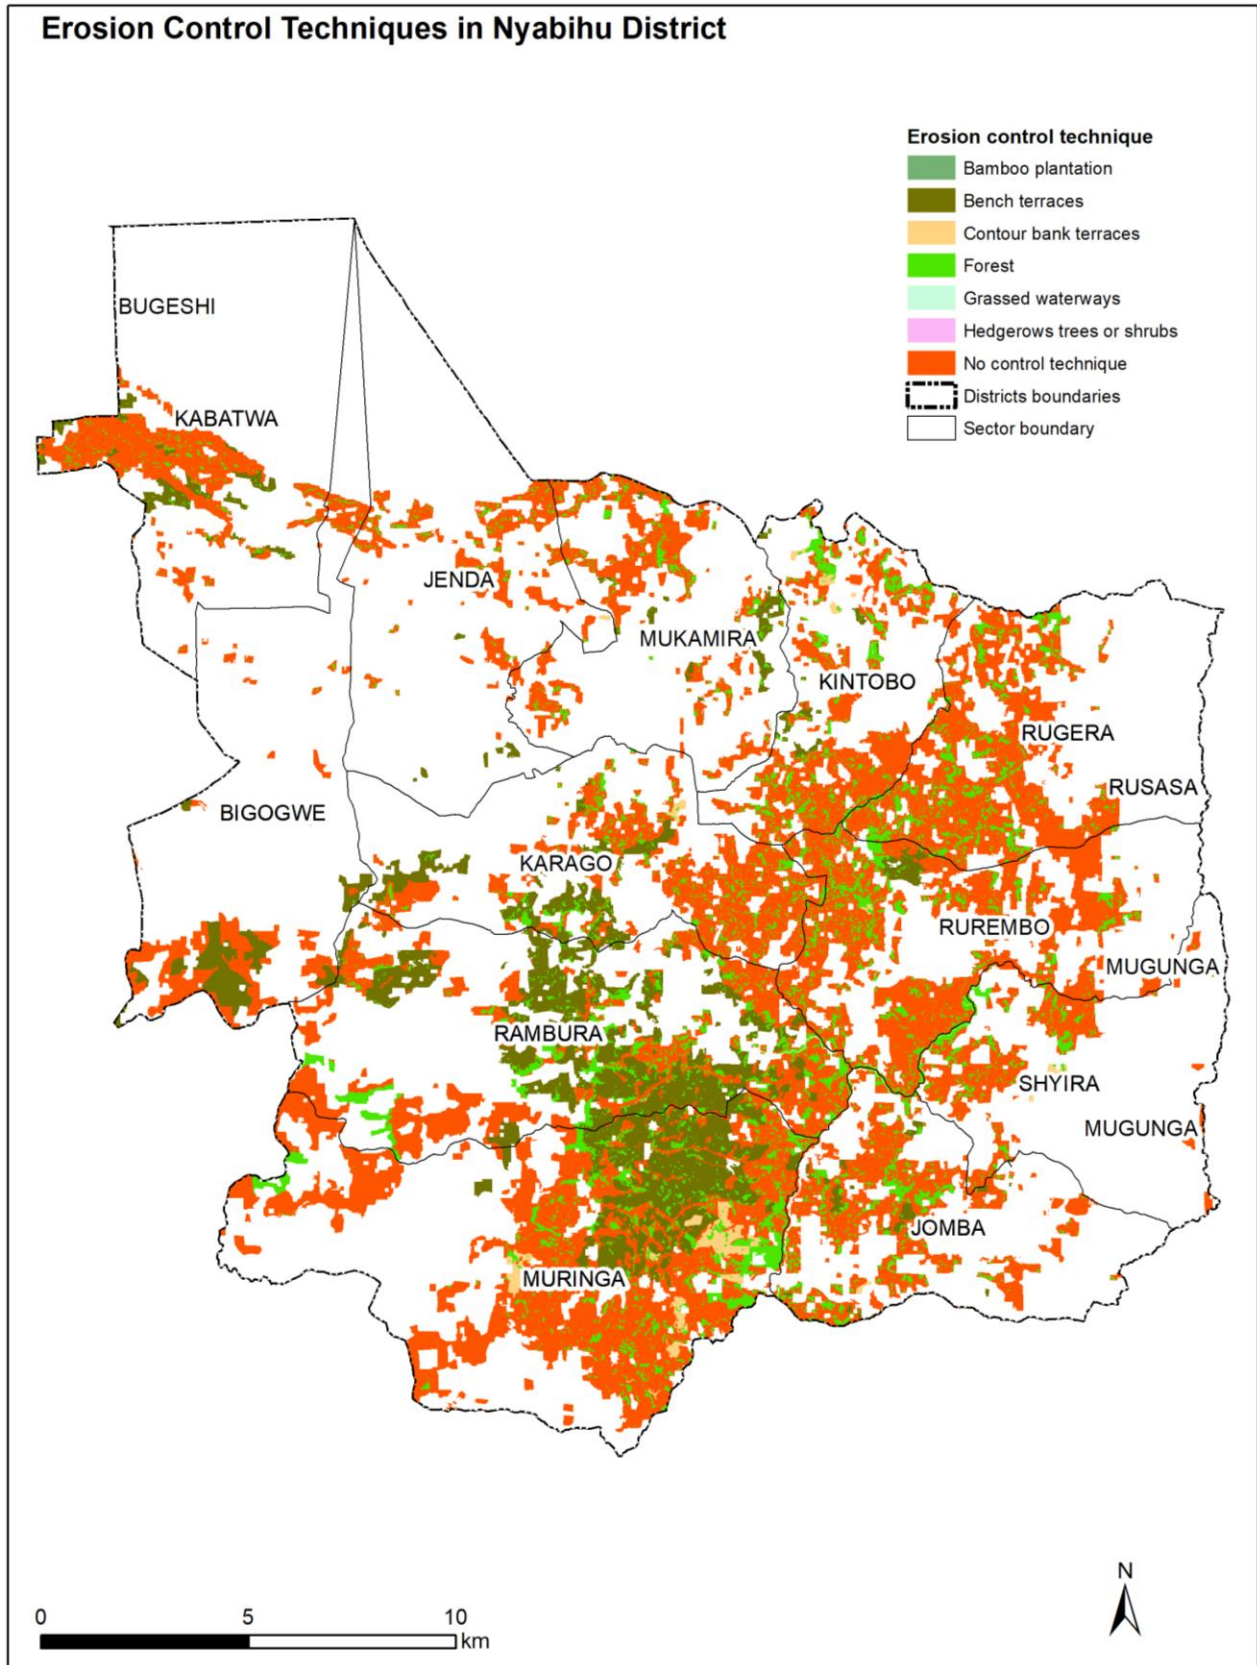 Erosion Control Techniques in Nyabihu District
Erosion control technique
Bamboo plantation
Bench terraces
Contour bank terraces
Forest
Grassed waterways
Hedgerows trees or shrubs
No control technique
Districts boundaries
Sector boundary
BUGESHI
KABATWA
JENDA
MUKAMIRA
KINTOBO
RUGERA
RUSASA
BIGOGWE
KARAGO
RUREMBO
MUGUNGA
RAMBURA
SHYIRA
MUGUNGA
JOMBA
MURINGA
N
0 5 10
km